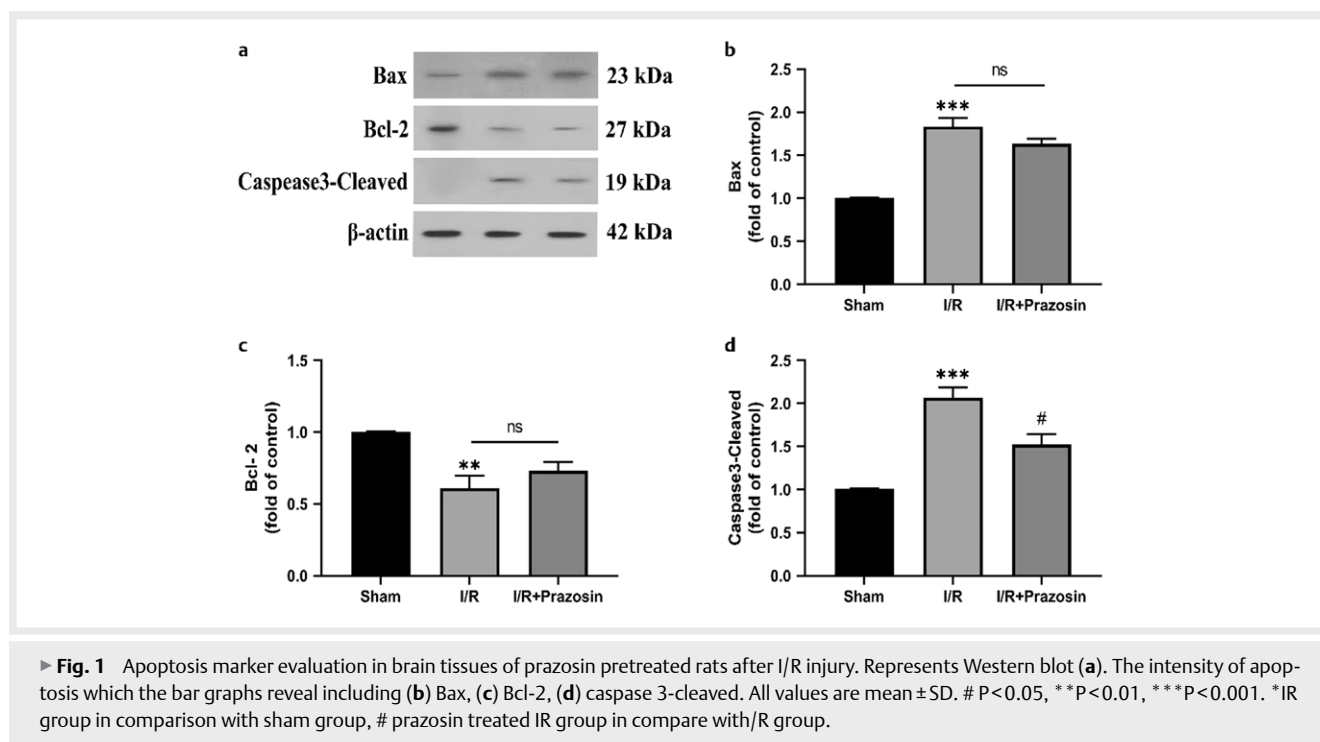 a
Bax 23 kDa
Bcl-2 27 kDa
Caspease3-Cleaved 19 kDa
β-actin 42 kDa
b
ns
***
2.5
2.0
1.5
1.0
0.5
0.0
Bax
(fold of control)
Sham I/R I/R+Prazosin
c
ns
**
1.5
1.0
0.5
0.0
Bcl- 2
(fold of control)
Sham I/R I/R+Prazosin
d
***
#
2.5
2.0
1.5
1.0
0.5
0.0
Caspase3-Cleaved
(fold of control)
Sham I/R I/R+Prazosin
▶ Fig. 1 Apoptosis marker evaluation in brain tissues of prazosin pretreated rats after I/R injury. Represents Western blot (a). The intensity of apop-
tosis which the bar graphs reveal including (b) Bax, (c) Bcl-2, (d) caspase 3-cleaved. All values are mean ± SD. # P < 0.05, **P < 0.01, ***P < 0.001. *IR
group in comparison with sham group, # prazosin treated IR group in compare with/R group.